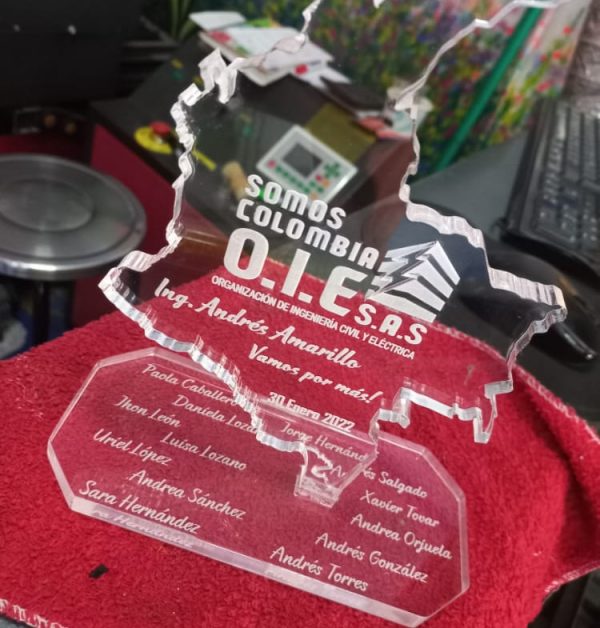 SOMOS
COLOMBIA
O.I.E S.A.S
ORGANIZACIÓN DE INGENIERÍA CIVIL Y ELÉCTRICA
Ing. Andrés Amarillo
Vamos por más!
30 Enero 2022
Paola Caballero
Daniela
Jhon León
Luisa Lozano
Uriel López
Andrea Sánchez
Sara Hernández
Jorge
Salgado
Xavier Tovar
Andrea Orjuela
Andrés González
Andrés Torres